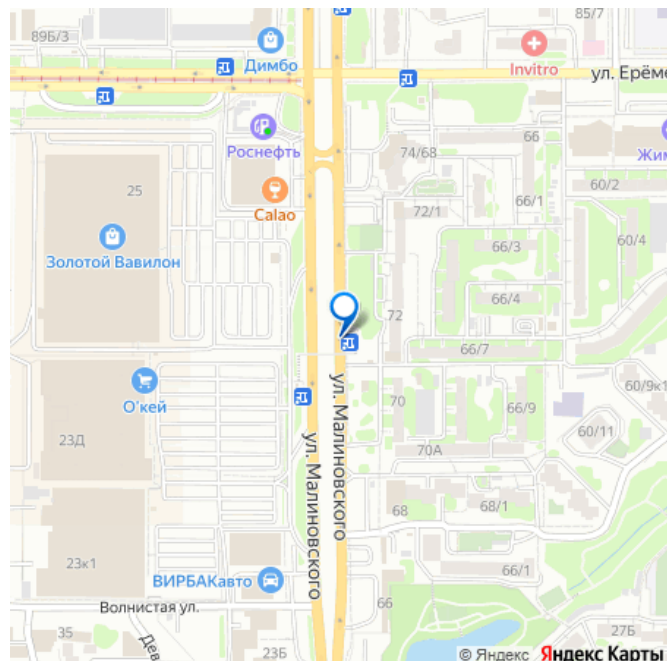 89Б/3
85/7
Димбо
Invitro
ул. Ерёме
Роснефть
66
74/68
Жим
25
Calao
60/2
66/1
72/1
60/4
66/3
Золотой Вавилон
66/4
72
66/7
О'кей
60/9к1
70
66/9
ул. Малиновского
60/11
23Д
70А
ул. Малиновского
68/1
68
23к1
66/1
ВИРБАКавто
Волнистая ул.
66
35
Дев
23Б
27Б
© Яндекс Яндекс Карты